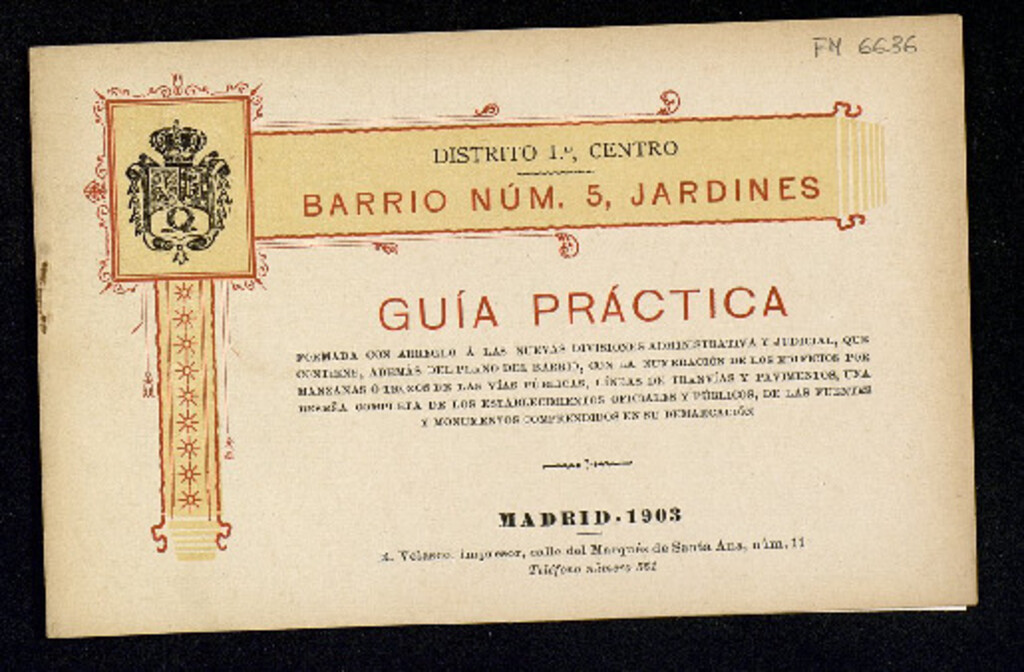 FM 6636
DISTRITO 1.º, CENTRO
BARRIO NÚM. 5, JARDINES
GUÍA PRÁCTICA
FORMADA CON ARREGLO Á LAS NUEVAS DIVISIONES ADMINISTRATIVA Y JUDICIAL, QUE
CONTIENE, ADEMÁS DEL PLANO DEL BARRIO, CON LA NUMERACIÓN DE LOS EDIFICIOS POR
MANZANAS Ó TROZOS DE LAS VÍAS PÚBLICAS, LÍNEAS DE TRANVÍAS Y PAVIMENTOS, UNA
RESEÑA COMPLETA DE LOS ESTABLECIMIENTOS OFICIALES Y PÚBLICOS, DE LAS FUENTES
Y MONUMENTOS COMPRENDIDOS EN SU DEMARCACIÓN
MADRID.-1903
Velasco, impresor, calle del Marqués de Santa Ana, núm. 11
Teléfono número 551